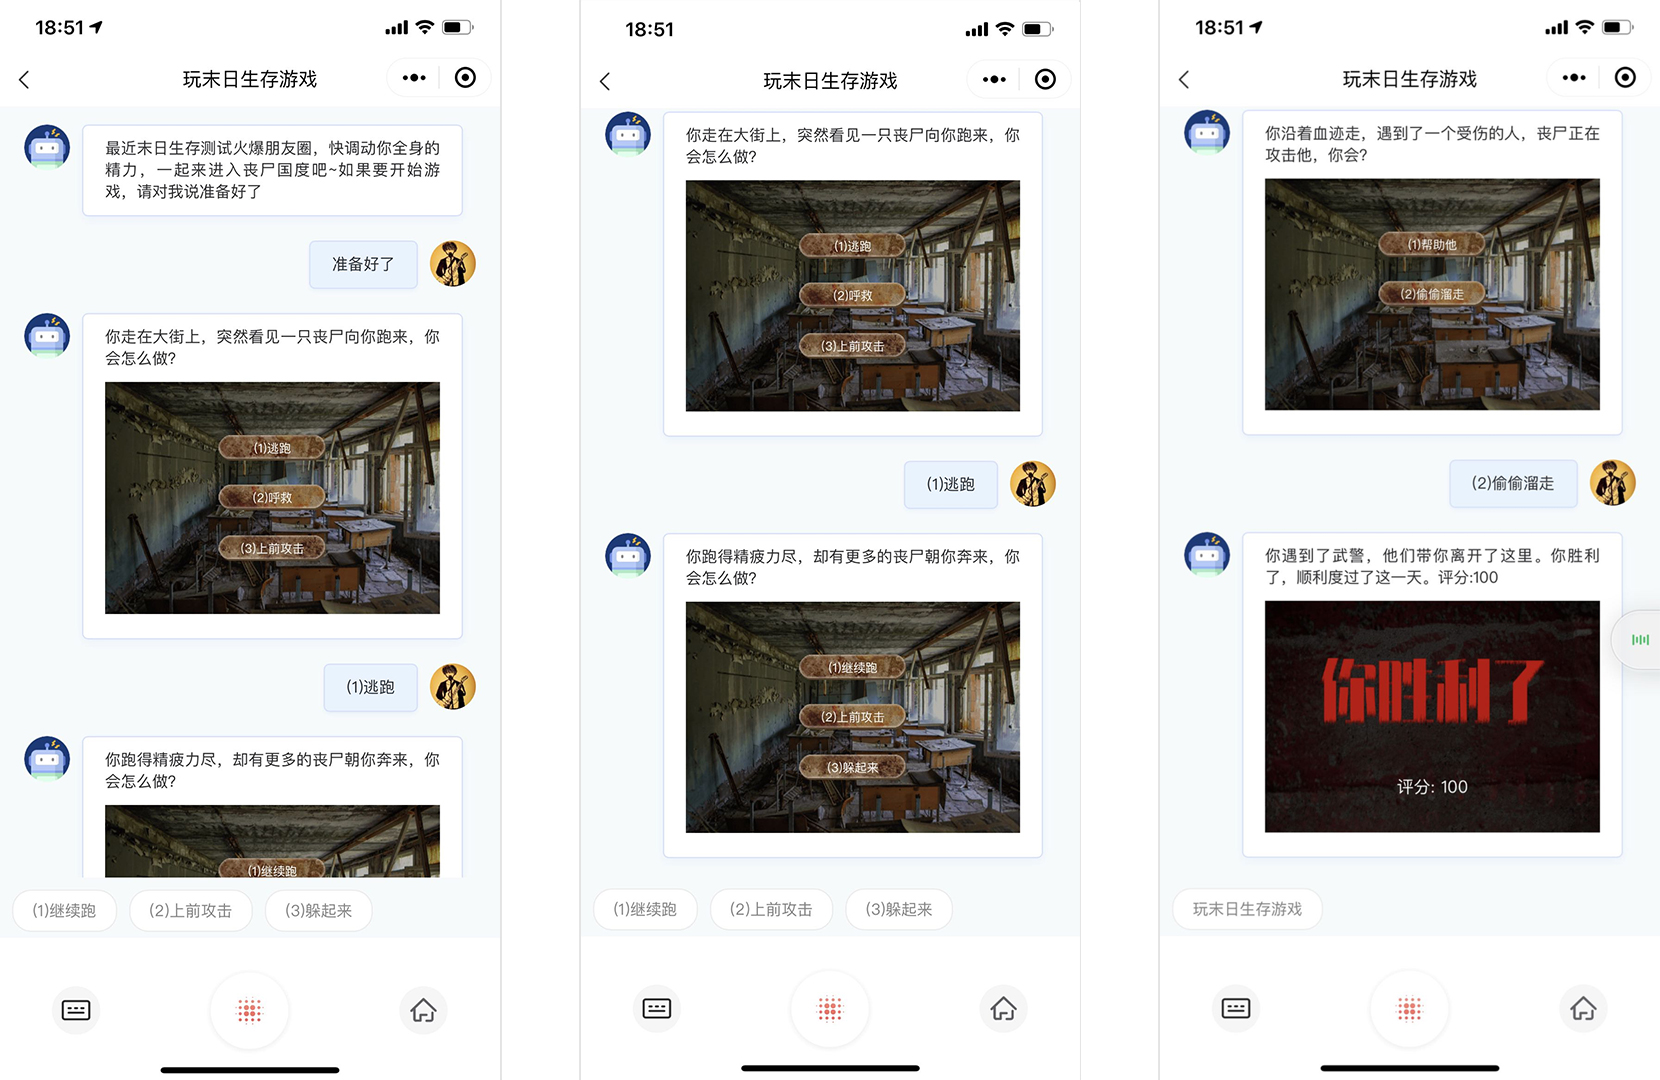 18:51
玩末日生存游戏
最近末日生存测试火爆朋友圈，快调动你全身的
精力，一起来进入丧尸国度吧~如果要开始游
戏，请对我说准备好了
准备好了
你走在大街上，突然看见一只丧尸向你跑来，你
会怎么做?
(1)逃跑
(2)呼救
(3)上前攻击
(1)逃跑
你跑得精疲力尽，却有更多的丧尸朝你奔来，你
会怎么做?
(1)继续跑
(1)继续跑
(2)上前攻击
(3)躲起来
18:51
玩末日生存游戏
你走在大街上，突然看见一只丧尸向你跑来，你
会怎么做?
(1)逃跑
(2)呼救
(3)上前攻击
(1)逃跑
你跑得精疲力尽，却有更多的丧尸朝你奔来，你
会怎么做?
(1)继续跑
(2)上前攻击
(3)躲起来
(1)继续跑
(2)上前攻击
(3)躲起来
18:51
玩末日生存游戏
你沿着血迹走，遇到了一个受伤的人，丧尸正在
攻击他，你会?
(1)帮助他
(2)偷偷溜走
(2)偷偷溜走
你遇到了武警，他们带你离开了这里。你胜利
了，顺利度过了这一天。评分:100
你胜利了
评分: 100
玩末日生存游戏